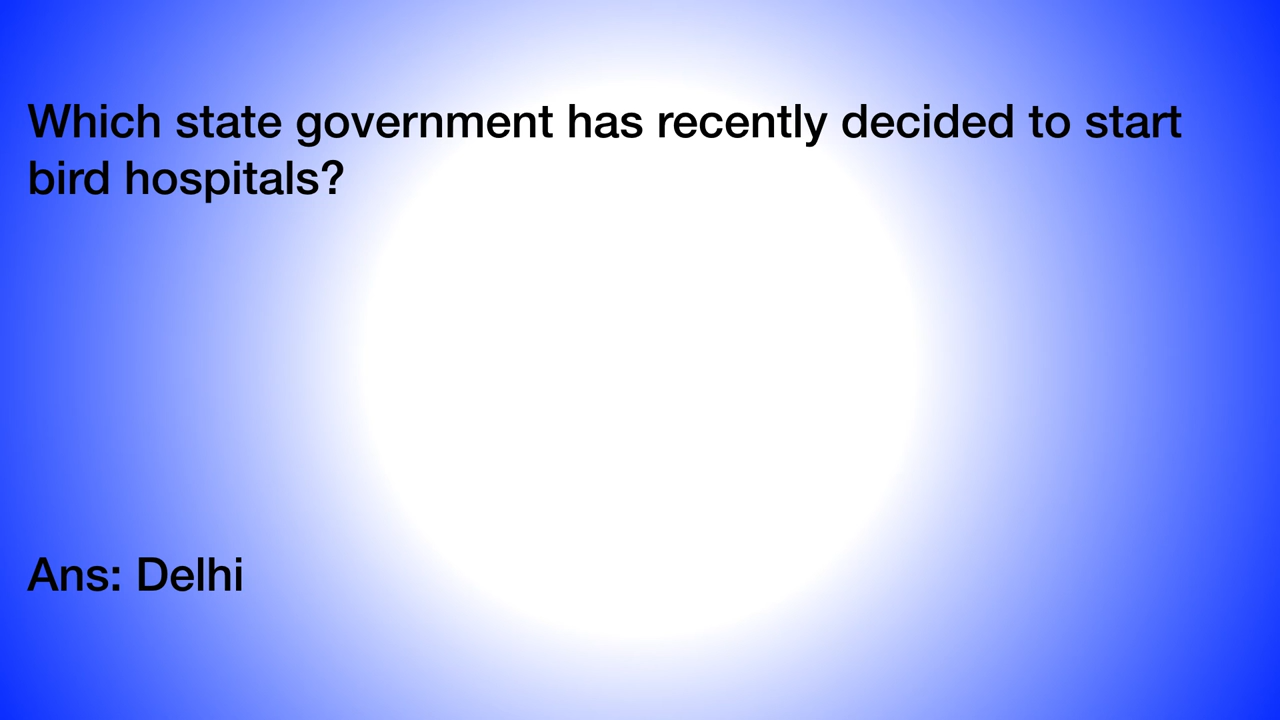 Which state government has recently decided to start
bird hospitals?
Ans: Delhi